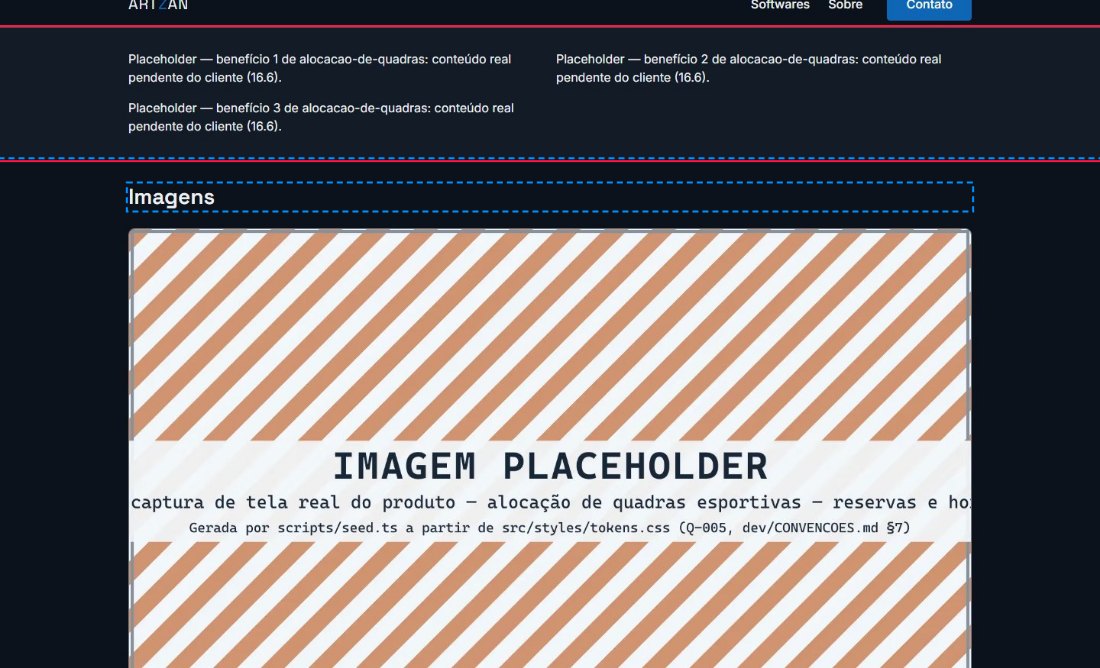 ARTZAN
Softwares Sobre Contato
Placeholder — benefício 1 de alocacao-de-quadras: conteúdo real
pendente do cliente (16.6).
Placeholder — benefício 2 de alocacao-de-quadras: conteúdo real
pendente do cliente (16.6).
Placeholder — benefício 3 de alocacao-de-quadras: conteúdo real
pendente do cliente (16.6).
Imagens
IMAGEM PLACEHOLDER
captura de tela real do produto — alocação de quadras esportivas — reservas e
Gerada por scripts/seed.ts a partir de src/styles/tokens.css (Q-005, dev/CONVENCOES.md §7)